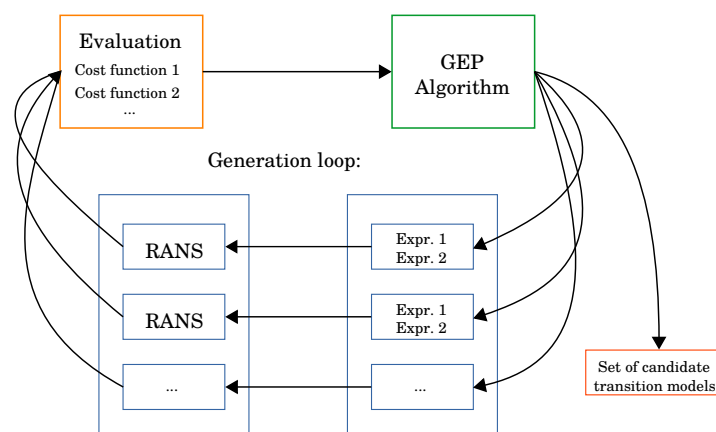 Evaluation
Cost function 1
Cost function 2
...
GEP
Algorithm
Generation loop:
RANS
Expr. 1
Expr. 2
RANS
Expr. 1
Expr. 2
...
...
Set of candidate
transition models